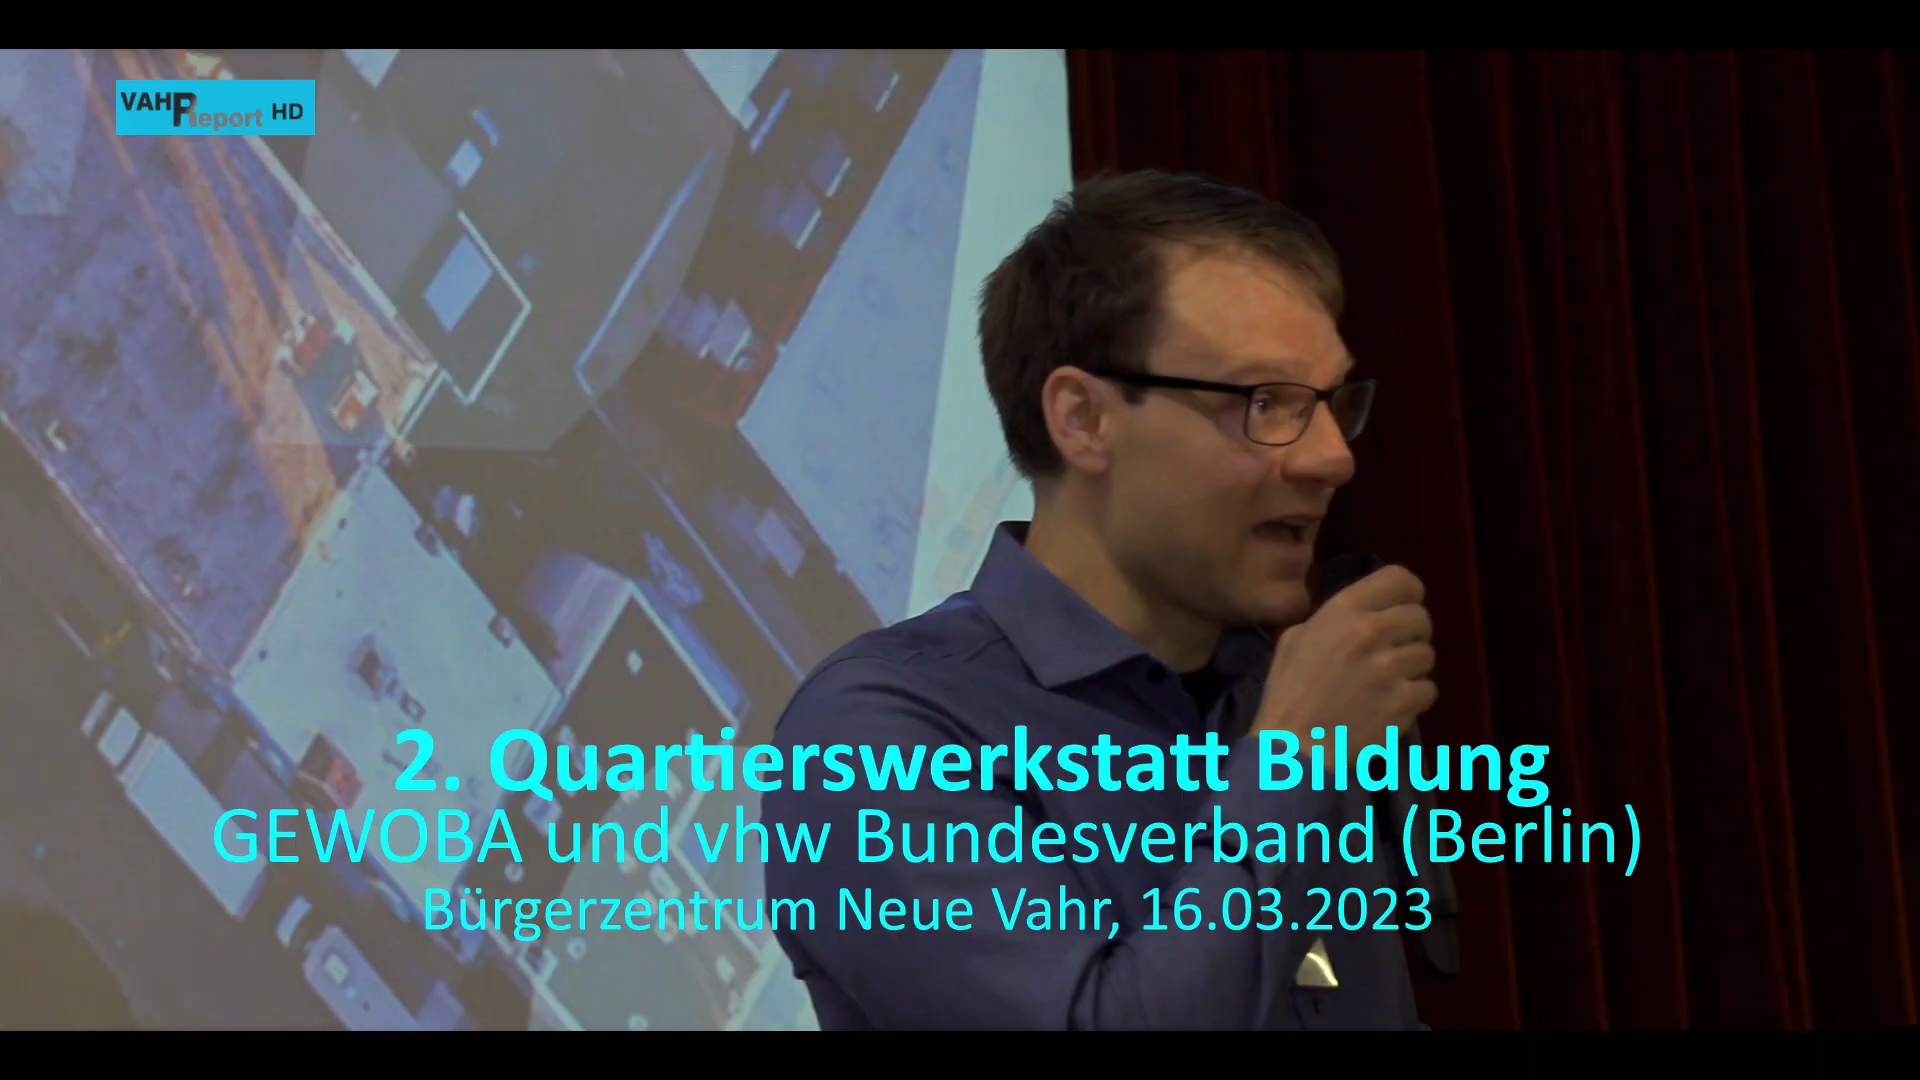 VAHReport HD
2. Quartierswerkstatt Bildung
GEWOBA und vhw Bundesverband (Berlin)
Bürgerzentrum Neue Vahr, 16.03.2023